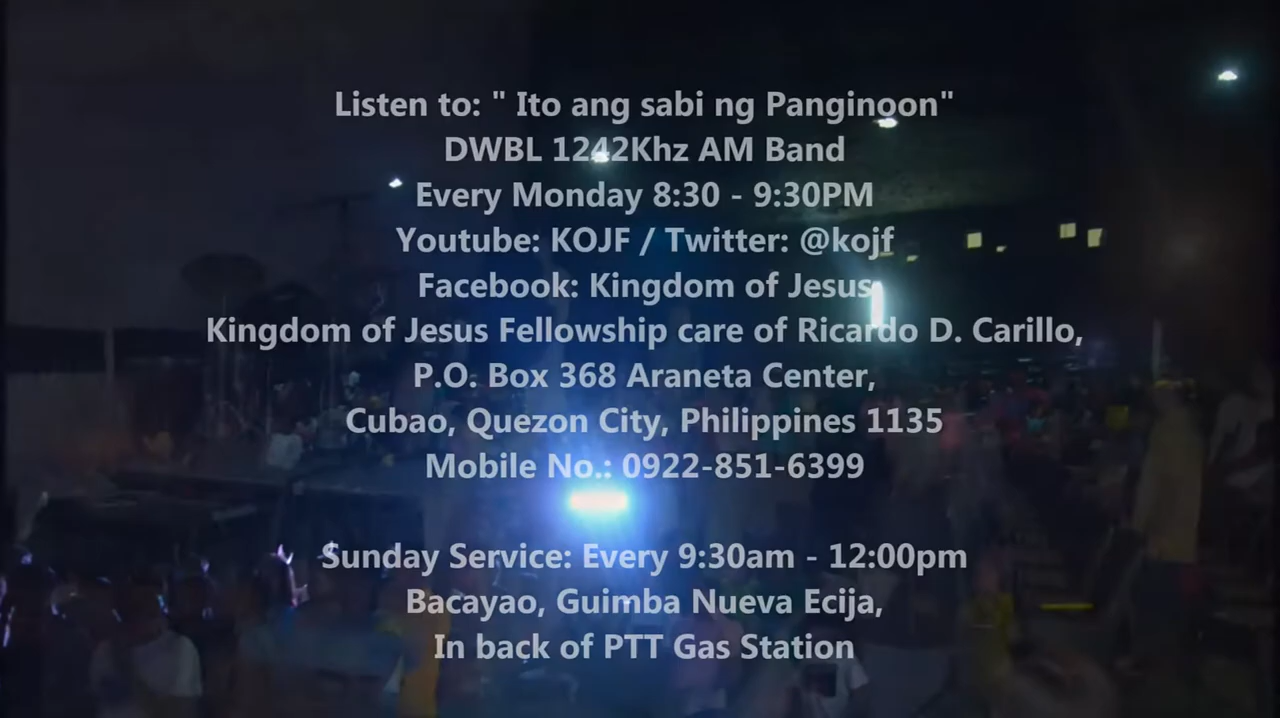 Listen to: " Ito ang sabi ng Panginoon"
DWBL 1242Khz AM Band
Every Monday 8:30 - 9:30PM
Youtube: KOJF / Twitter: @kojf
Facebook: Kingdom of Jesus
Kingdom of Jesus Fellowship care of Ricardo D. Carillo,
P.O. Box 368 Araneta Center,
Cubao, Quezon City, Philippines 1135
Mobile No.: 0922-851-6399
Sunday Service: Every 9:30am - 12:00pm
Bacayao, Guimba Nueva Ecija,
In back of PTT Gas Station